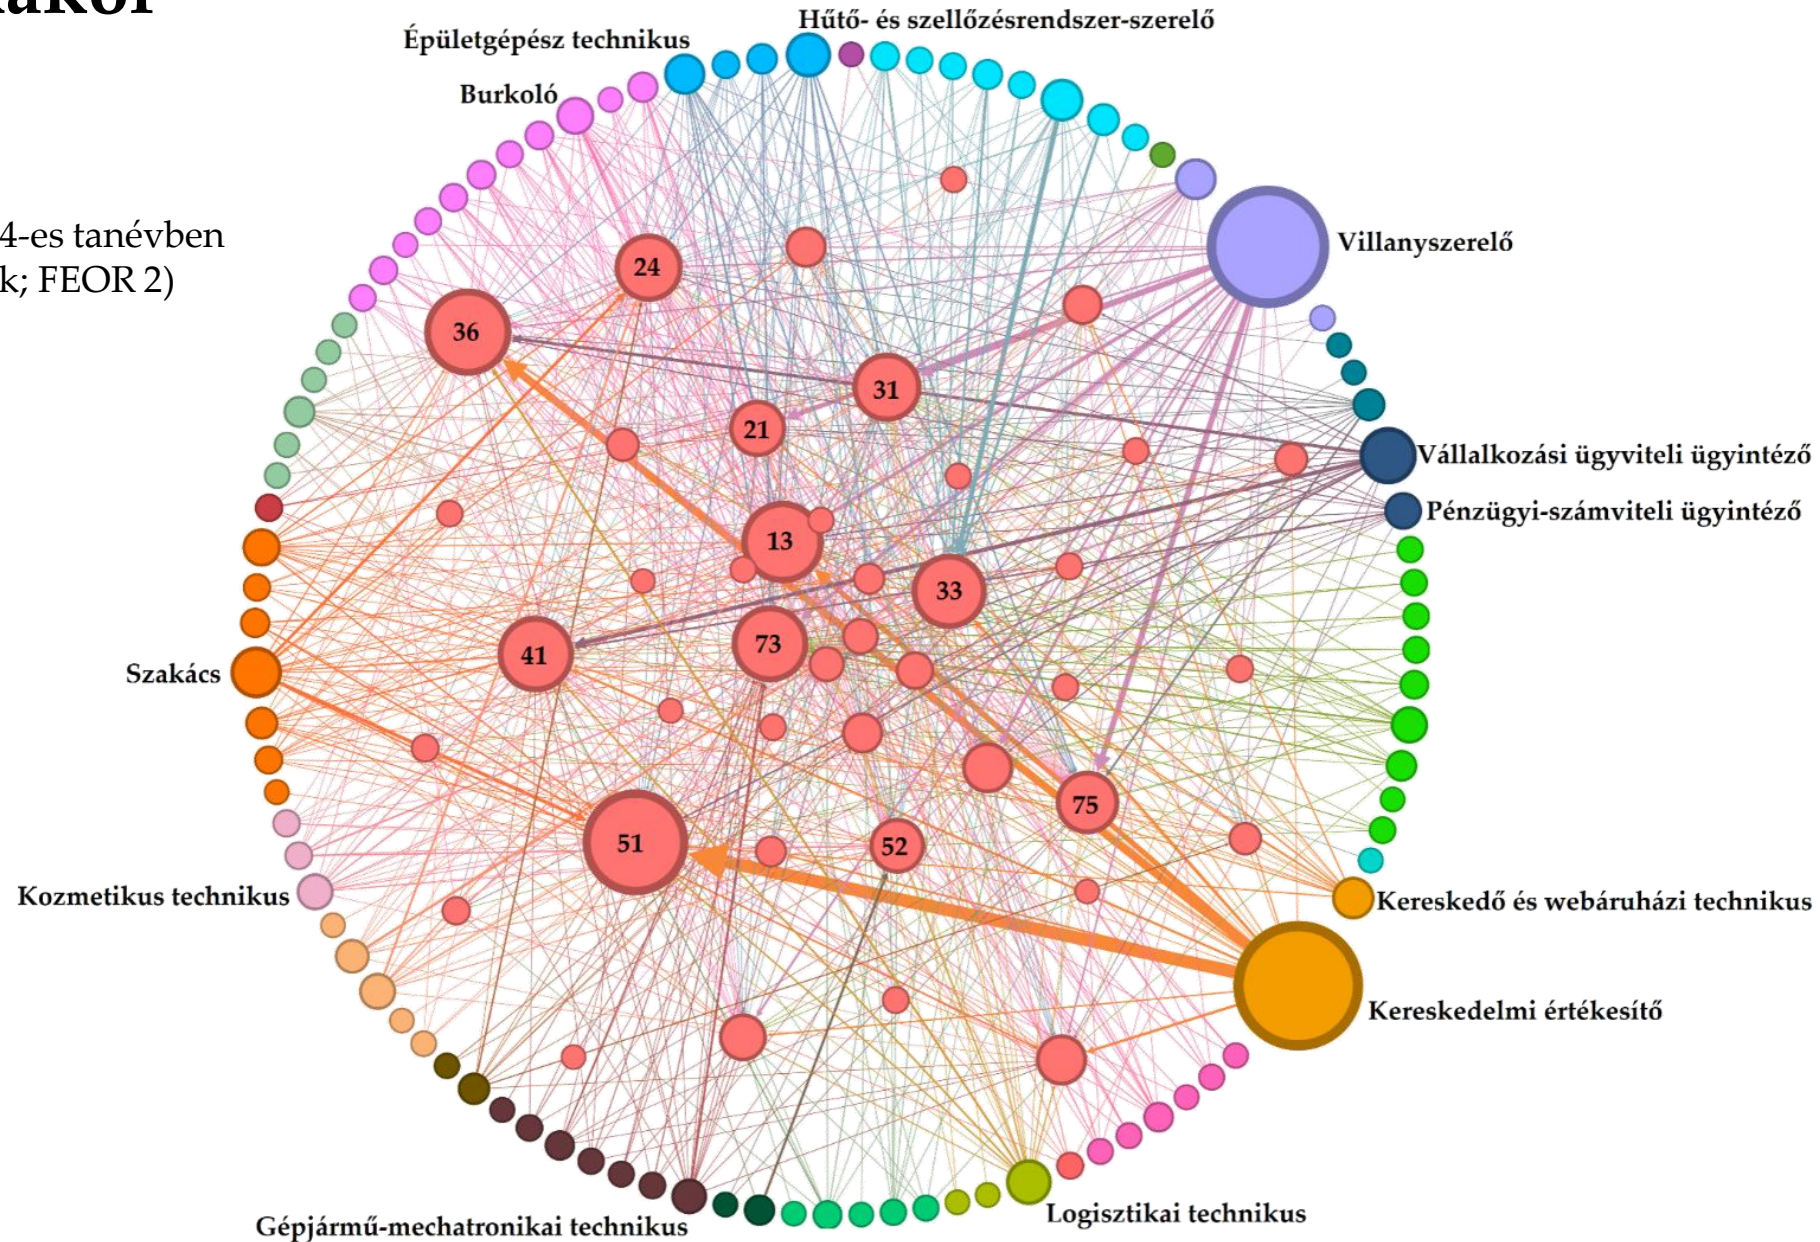 Hűtő- és szellőzésrendszer-szerelő
Épületgépész technikus
Burkoló
4-es tanévben
k; FEOR 2)
Villanyszerelő
24
36
31
21
Vállalkozási ügyviteli ügyintéző
Pénzügyi-számviteli ügyintéző
13
33
73
41
Szakács
75
51
52
Kozmetikus technikus
Kereskedő és webáruházi technikus
Kereskedelmi értékesítő
Logisztikai technikus
Gépjármű-mechatronikai technikus